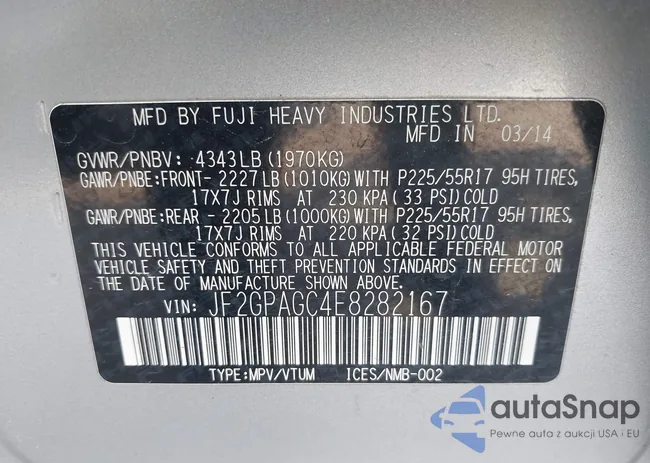 MFD BY FUJI HEAVY INDUSTRIES LTD.
MFD IN 03/14
GVWR/PNBV: 4343LB (1970KG)
GAWR/PNBE:FRONT- 2227LB (1010KG) WITH P225/55R17 95H TIRES,
17X7J RIMS AT 230 KPA (33 PSI) COLD
GAWR/PNBE:REAR - 2205LB (1000KG) WITH P225/55R17 95H TIRES,
17X7J RIMS AT 220 KPA (32 PSI) COLD
THIS VEHICLE CONFORMS TO ALL APPLICABLE FEDERAL MOTOR
VEHICLE SAFETY AND THEFT PREVENTION STANDARDS IN EFFECT ON
THE DATE OF MANUFACTURE SHOWN ABOVE.
VIN: JF2GPAGC4E8282167
TYPE:MPV/VTUM ICES/NMB-002
autaSnap
Pewne auta z aukcji USA i EU